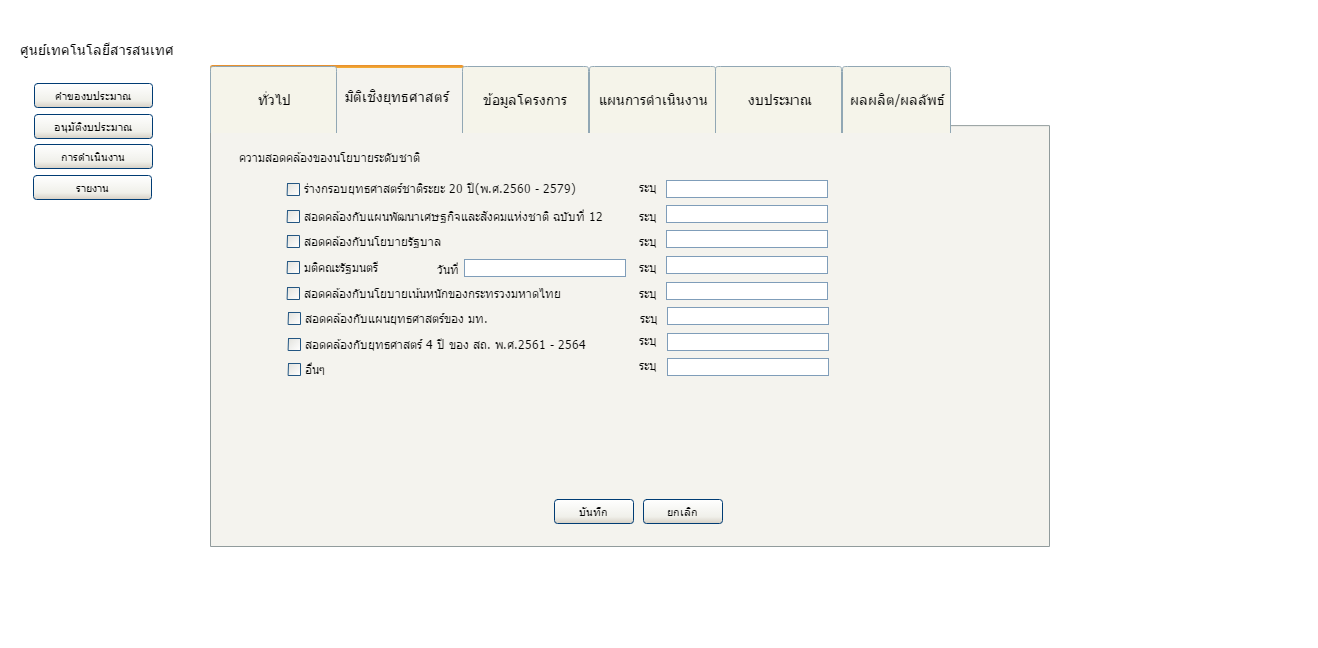 ศูนย์เทคโนโลยีสารสนเทศ
คำของบประมาณ
อนุมัติงบประมาณ
การดำเนินงาน
รายงาน
ทั่วไป มิติเชิงยุทธศาสตร์ ข้อมูลโครงการ แผนการดำเนินงาน งบประมาณ ผลผลิต/ผลลัพธ์
ความสอดคล้องของนโยบายระดับชาติ
ร่างกรอบยุทธศาสตร์ชาติระยะ 20 ปี(พ.ศ.2560 - 2579) ระบุ
สอดคล้องกับแผนพัฒนาเศรษฐกิจและสังคมแห่งชาติ ฉบับที่ 12 ระบุ
สอดคล้องกับนโยบายรัฐบาล ระบุ
มติคณะรัฐมนตรี วันที่ ระบุ
สอดคล้องกับนโยบายเน้นหนักของกระทรวงมหาดไทย ระบุ
สอดคล้องกับแผนยุทธศาสตร์ของ มท. ระบุ
สอดคล้องกับยุทธศาสตร์ 4 ปี ของ สถ. พ.ศ.2561 - 2564 ระบุ
อื่นๆ ระบุ
บันทึก ยกเลิก